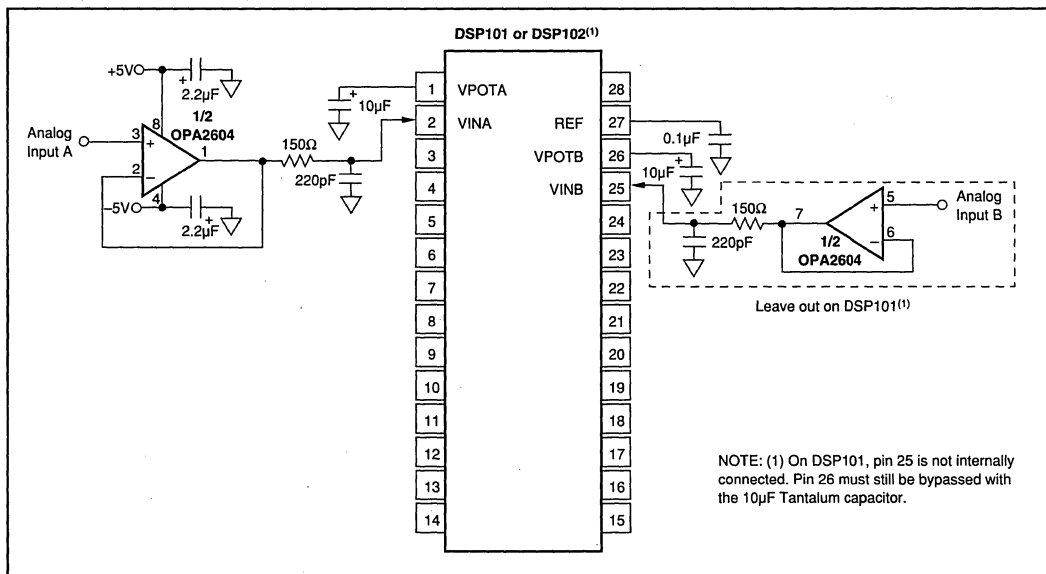 DSP101 or DSP102(1)
+5V
+
2.2µF
1/2
OPA2604
8
Analog
Input A
3
+
1
2
−
4
−5V
2.2µF
+
150Ω
220pF
+
10µF
1 VPOTA
2 VINA
3
4
5
6
7
8
9
10
11
12
13
14
28
REF 27
VPOTB 26
VINB 25
24
23
22
21
20
19
18
17
16
15
0.1µF
10µF
+
150Ω
220pF
7
1/2
OPA2604
+
5
−
6
Analog
Input B
Leave out on DSP101(1)
NOTE: (1) On DSP101, pin 25 is not internally
connected. Pin 26 must still be bypassed with
the 10µF Tantalum capacitor.